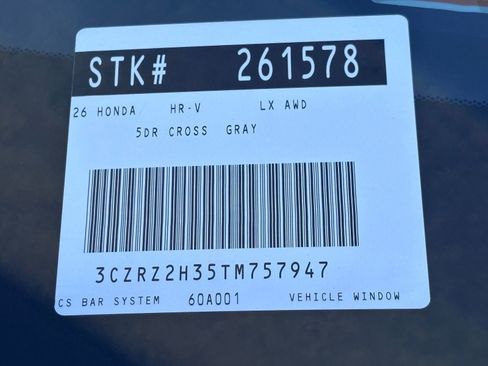 STK# 261578
26 HONDA HR-V LX AWD
5DR CROSS GRAY
3CZRZ2H35TM757947
CS BAR SYSTEM 60A001 VEHICLE WINDOW